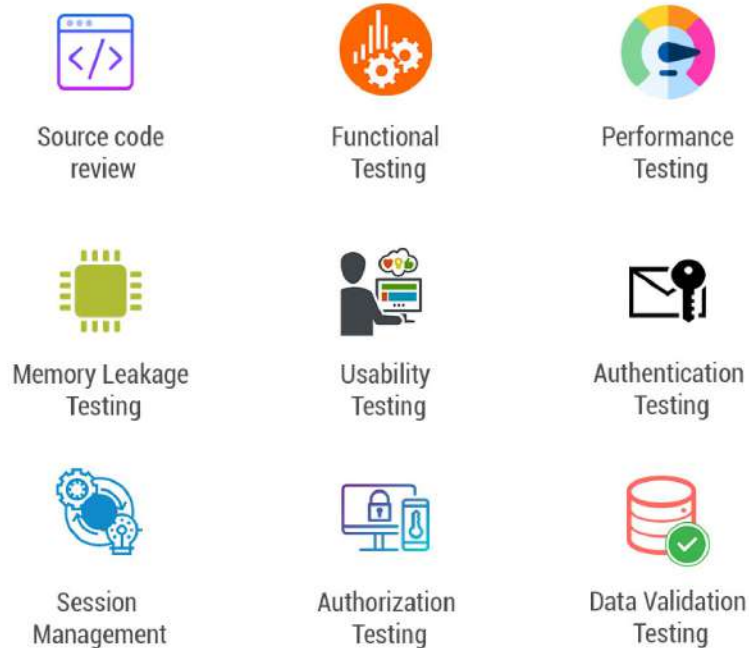 </>
Source code
review
Functional
Testing
Performance
Testing
Memory Leakage
Testing
Usability
Testing
Authentication
Testing
Session
Management
Authorization
Testing
Data Validation
Testing